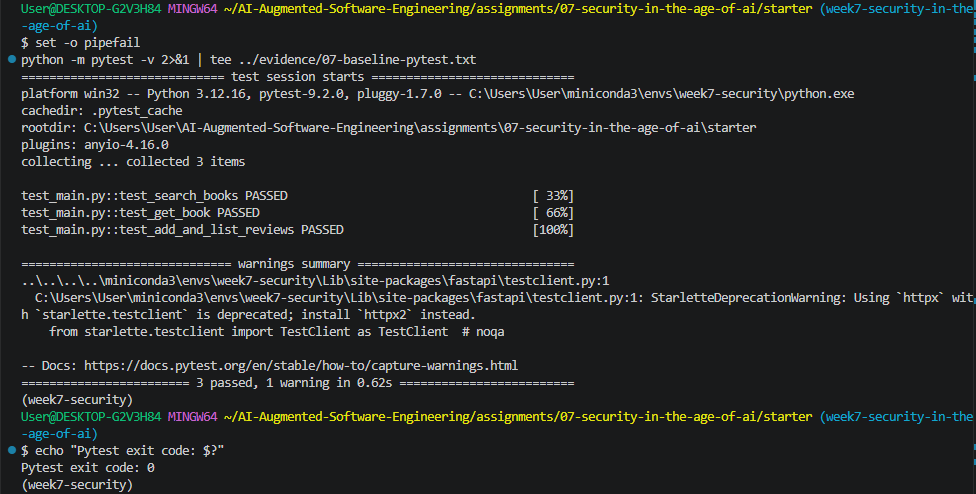 User@DESKTOP-G2V3H84 MINGW64 ~/AI-Augmented-Software-Engineering/assignments/07-security-in-the-age-of-ai/starter (week7-security-in-the
-age-of-ai)
$ set -o pipefail
python -m pytest -v 2>&1 | tee ../evidence/07-baseline-pytest.txt
============================= test session starts =============================
platform win32 -- Python 3.12.16, pytest-9.2.0, pluggy-1.7.0 -- C:\Users\User\miniconda3\envs\week7-security\python.exe
cachedir: .pytest_cache
rootdir: C:\Users\User\AI-Augmented-Software-Engineering\assignments\07-security-in-the-age-of-ai\starter
plugins: anyio-4.16.0
collecting ... collected 3 items

test_main.py::test_search_books PASSED                                   [ 33%]
test_main.py::test_get_book PASSED                                       [ 66%]
test_main.py::test_add_and_list_reviews PASSED                           [100%]

============================== warnings summary ===============================
..\..\..\..\miniconda3\envs\week7-security\Lib\site-packages\fastapi\testclient.py:1
  C:\Users\User\miniconda3\envs\week7-security\Lib\site-packages\fastapi\testclient.py:1: StarletteDeprecationWarning: Using `httpx` wit
h `starlette.testclient` is deprecated; install `httpx2` instead.
    from starlette.testclient import TestClient as TestClient  # noqa

-- Docs: https://docs.pytest.org/en/stable/how-to/capture-warnings.html
======================== 3 passed, 1 warning in 0.62s =========================
(week7-security)
User@DESKTOP-G2V3H84 MINGW64 ~/AI-Augmented-Software-Engineering/assignments/07-security-in-the-age-of-ai/starter (week7-security-in-the
-age-of-ai)
$ echo "Pytest exit code: $?"
Pytest exit code: 0
(week7-security)